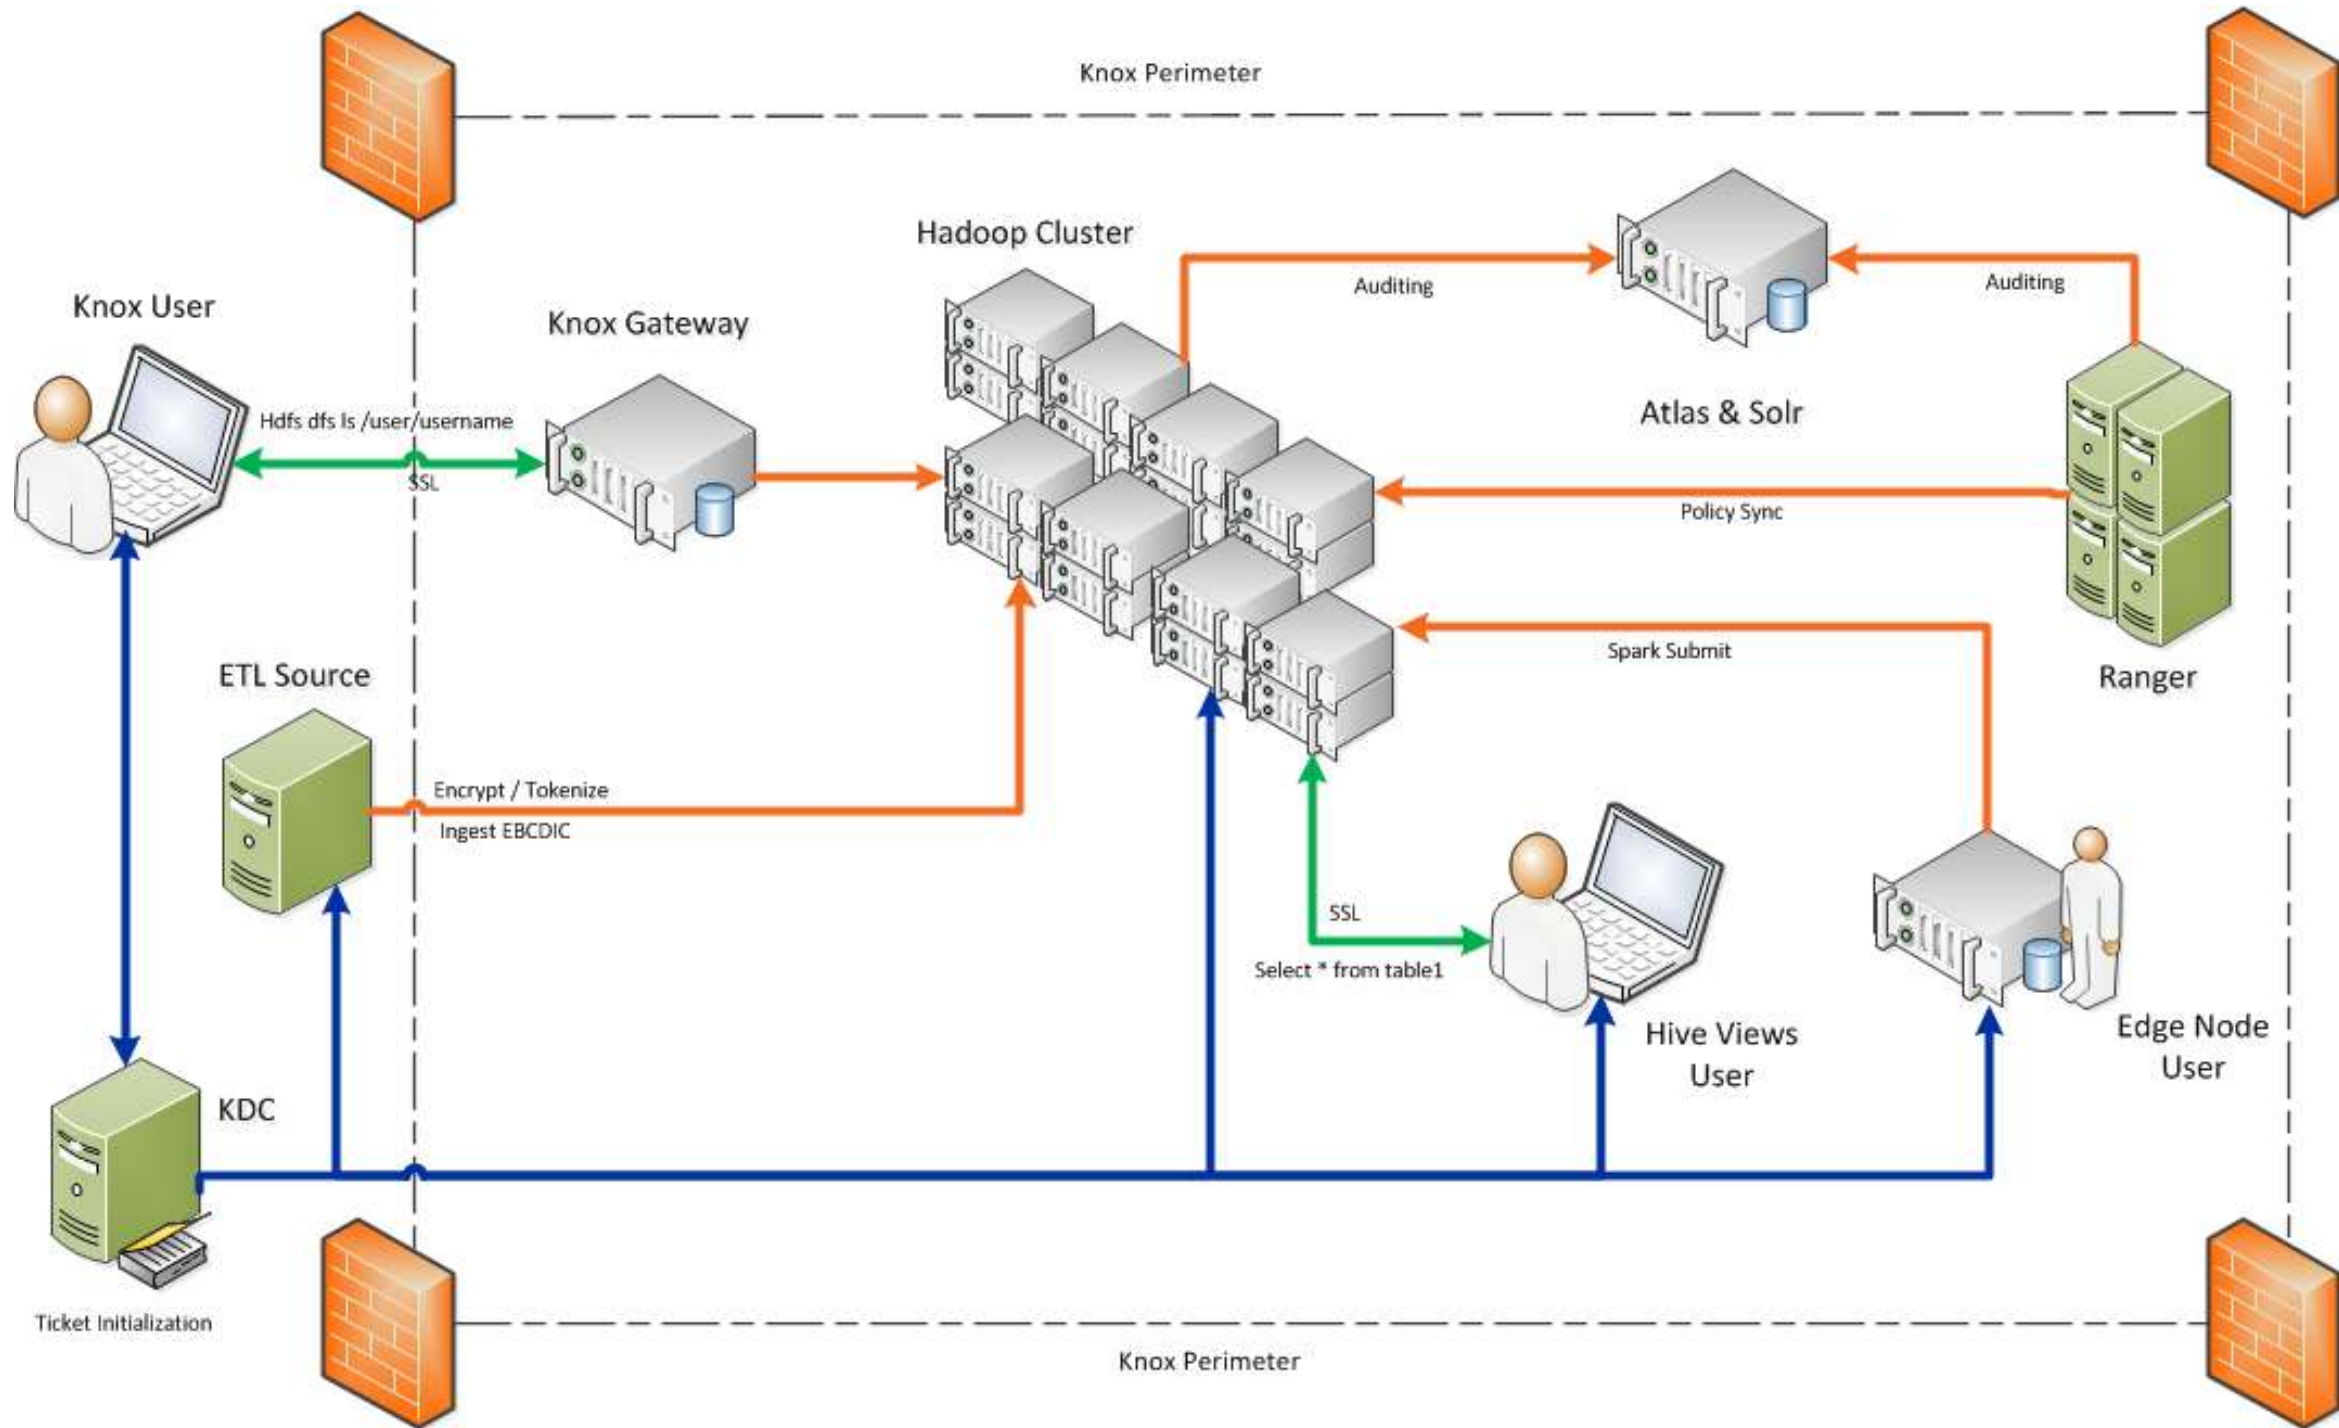 Knox Perimeter
Hadoop Cluster
Auditing
Auditing
Knox User
Knox Gateway
Hdfs dfs ls /user/username
SSL
Atlas & Solr
Policy Sync
Spark Submit
Ranger
ETL Source
Encrypt / Tokenize
Ingest EBCDIC
SSL
Select * from table1
Hive Views
User
Edge Node
User
KDC
Ticket Initialization
Knox Perimeter